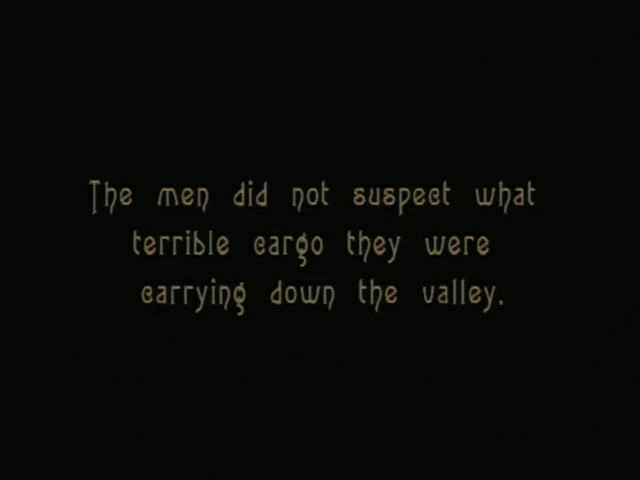 The men did not suspect what
terrible cargo they were
carrying down the valley.